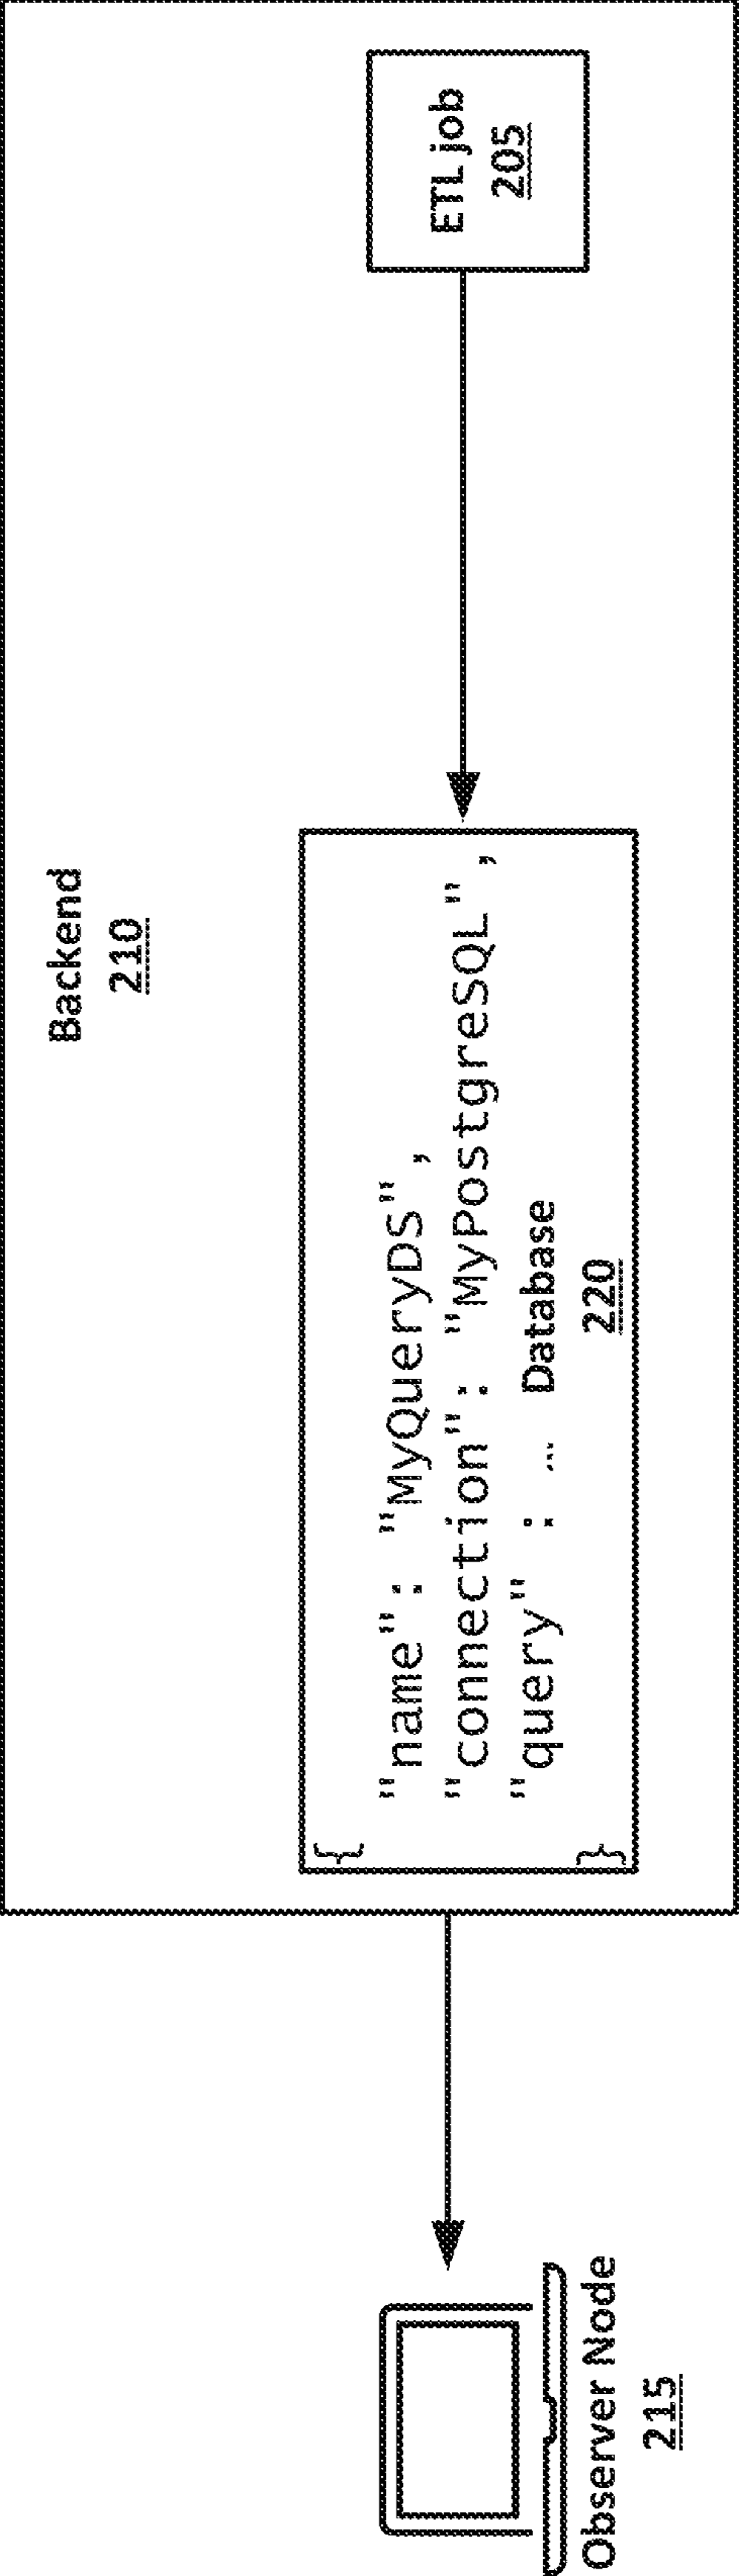 Backend
210
{
"name": "MyQueryDS",
"connection": "MyPostgreSQL",
"query" : ... Database
220
}
ETL job
205
Observer Node
215